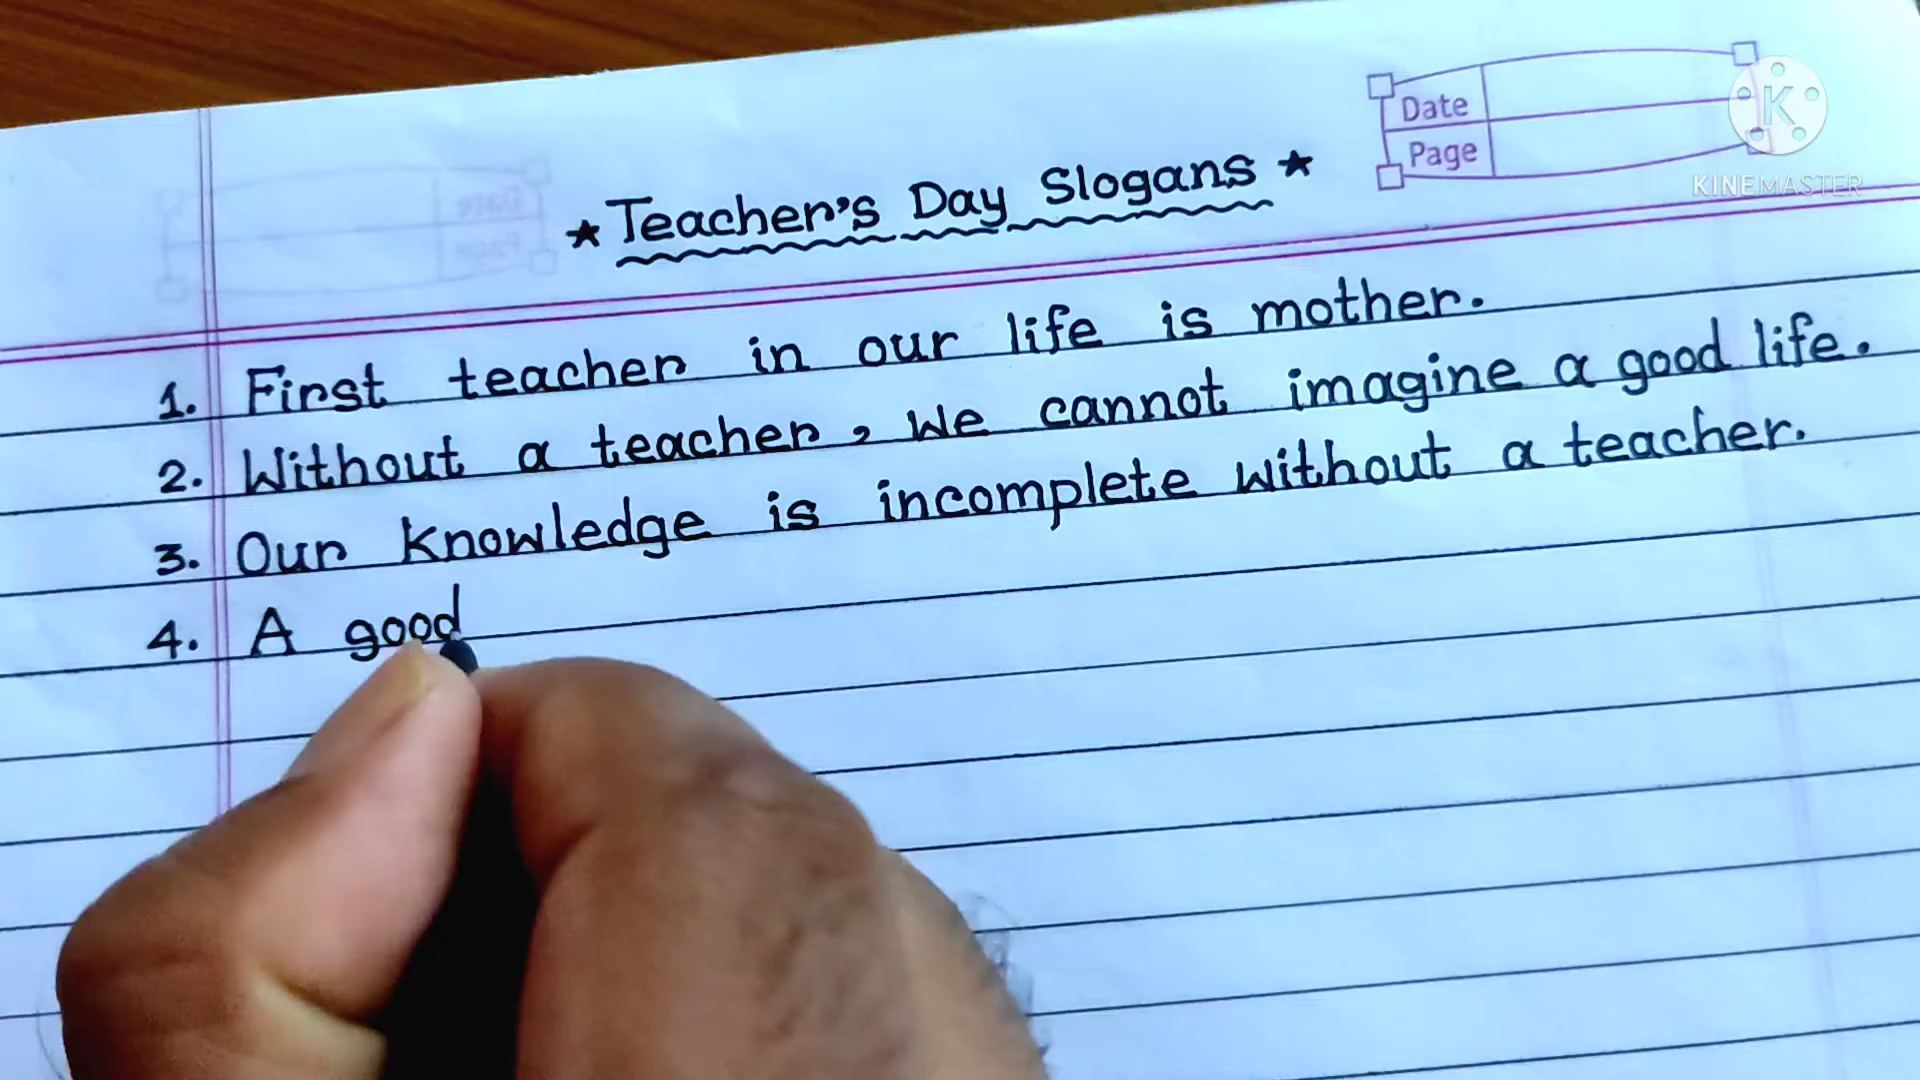 ★ Teacher's Day Slogans ★
Date
Page
KINEMASTER
1. First teacher in our life is mother.
2. Without a teacher, we cannot imagine a good life.
3. Our knowledge is incomplete without a teacher.
4. A good